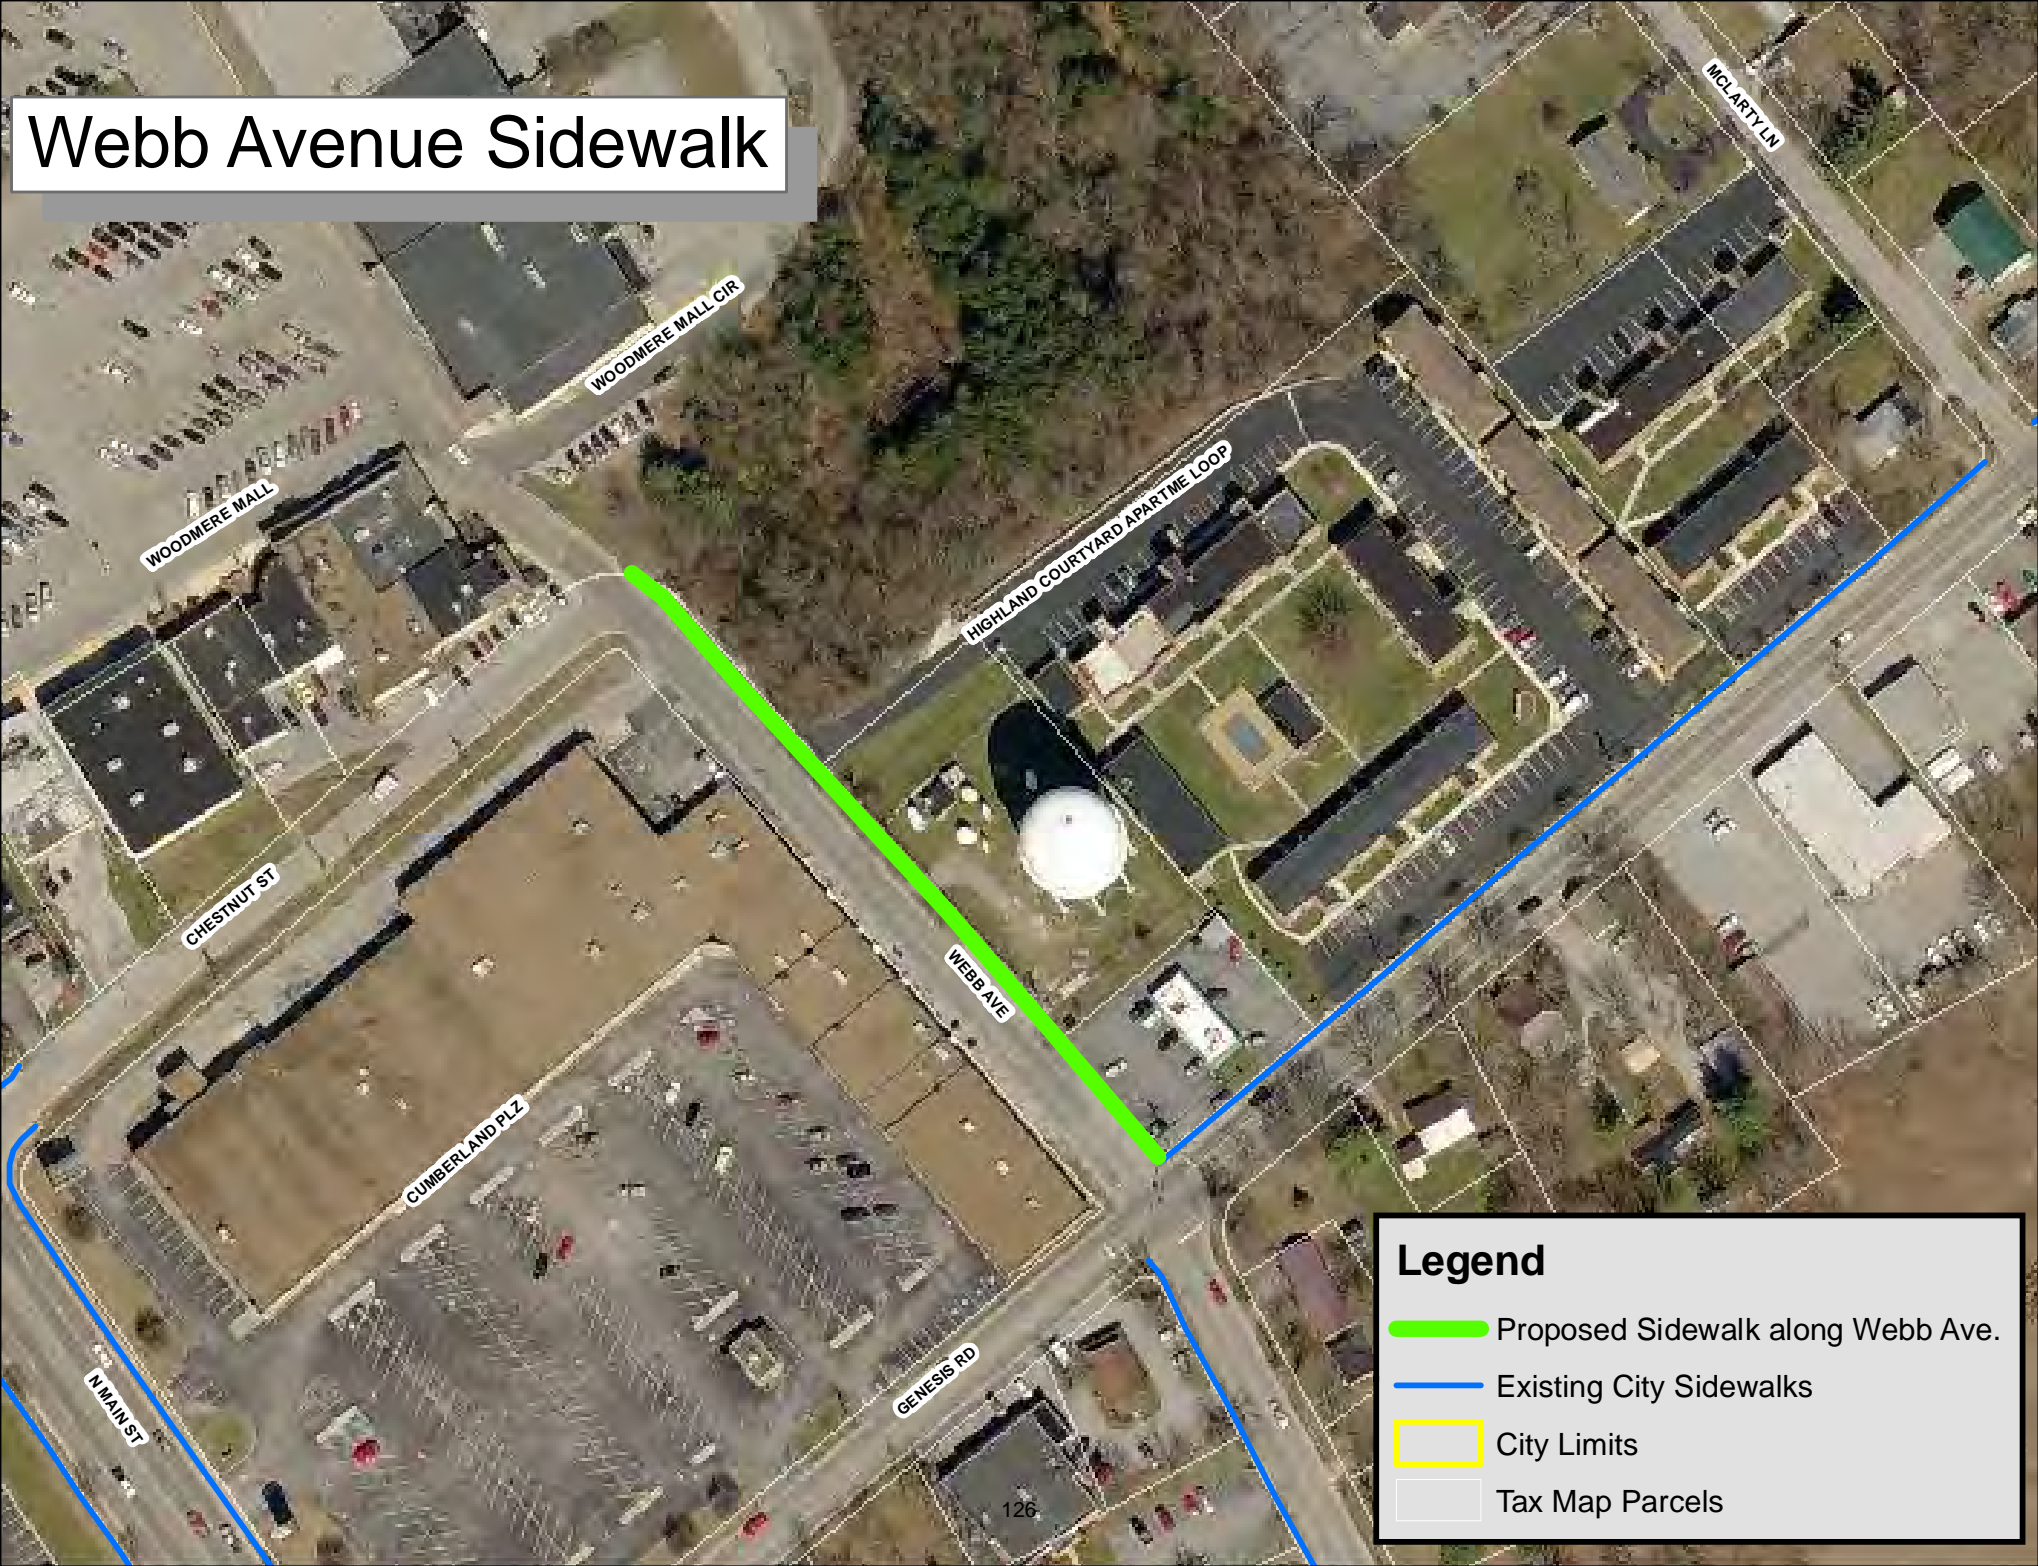 Webb Avenue Sidewalk
MCLARTY LN
WOODMERE MALL CIR
WOODMERE MALL
HIGHLAND COURTYARD APARTME LOOP
CHESTNUT ST
WEBB AVE
CUMBERLAND PLZ
GENESIS RD
N MAIN ST
126
Legend
Proposed Sidewalk along Webb Ave.
Existing City Sidewalks
City Limits
Tax Map Parcels